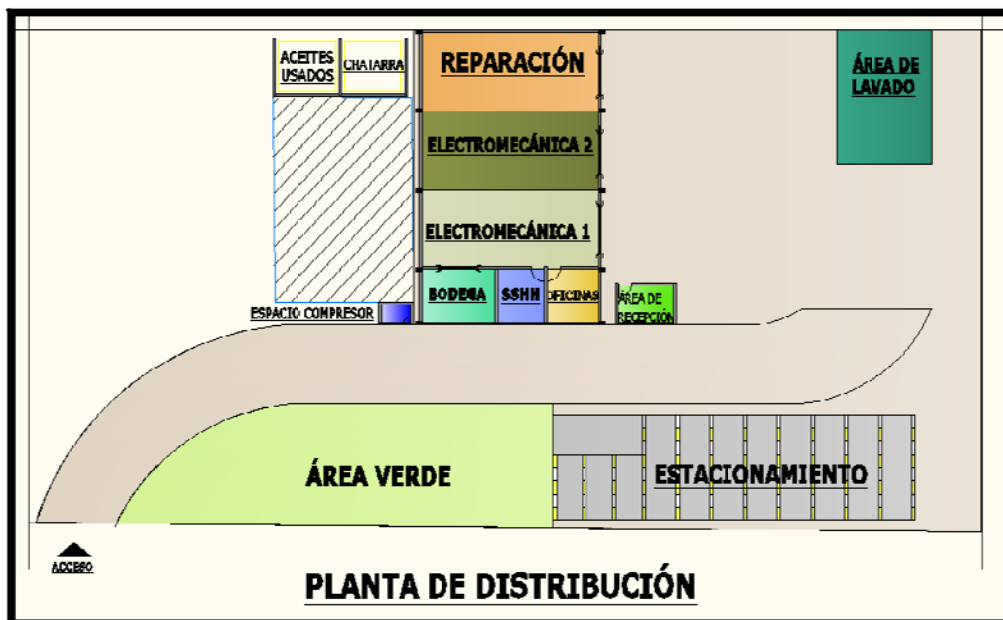 ACEITES
USADOS
CHATARRA
REPARACIÓN
ÁREA DE
LAVADO
ELECTROMECÁNICA 2
ELECTROMECÁNICA 1
BODEGA
SSHH
OFICINAS
ÁREA DE
RECEPCIÓN
ESPACIO COMPRESOR
ÁREA VERDE
ESTACIONAMIENTO
ACCESO
PLANTA DE DISTRIBUCIÓN